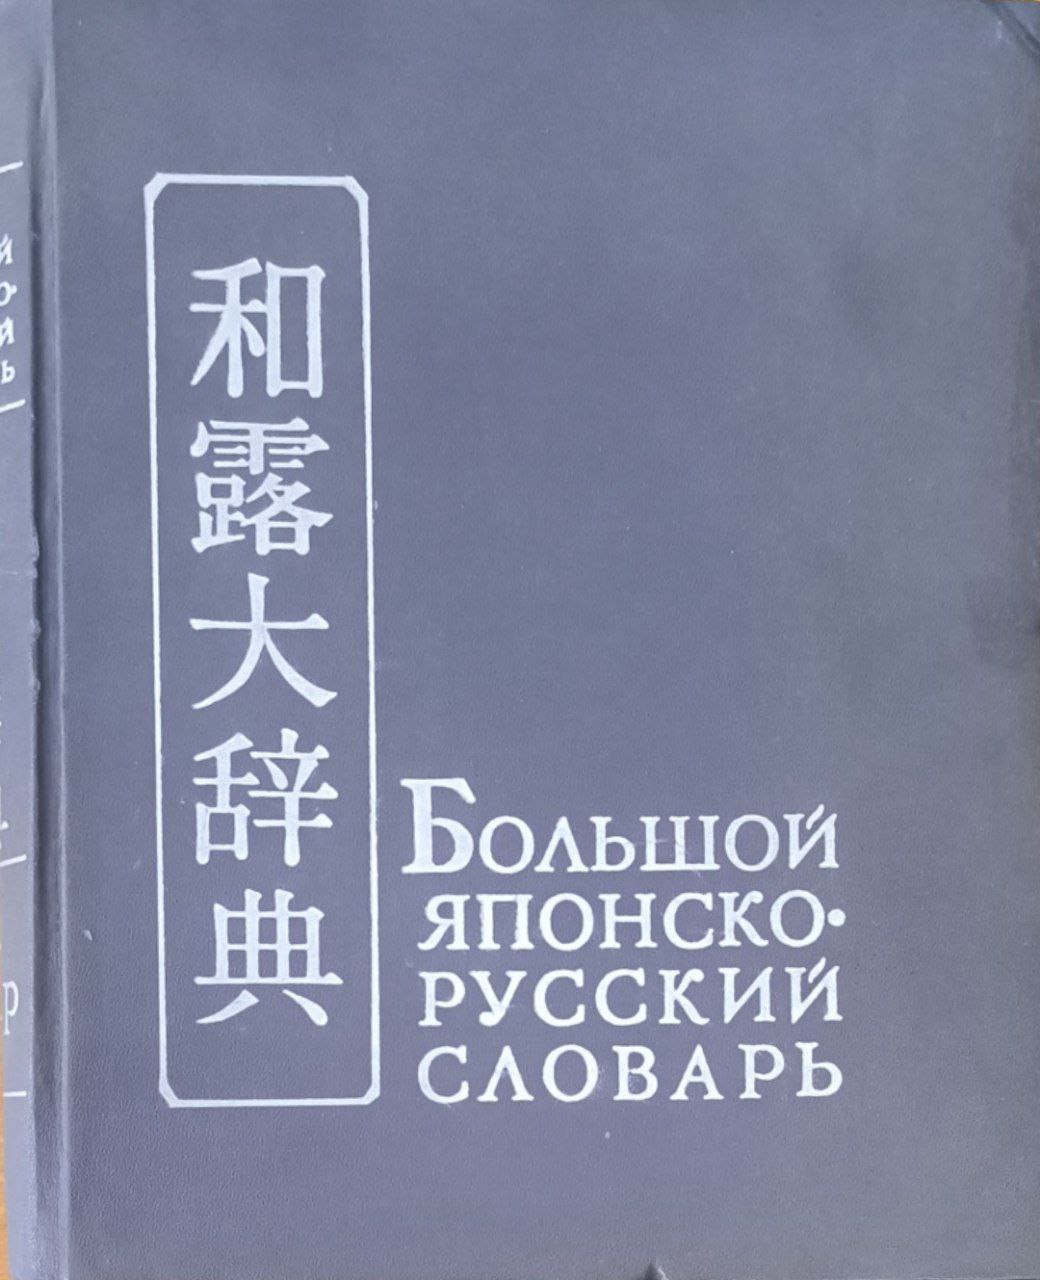 和露大辞典
Большой
японско-
русский
словарь